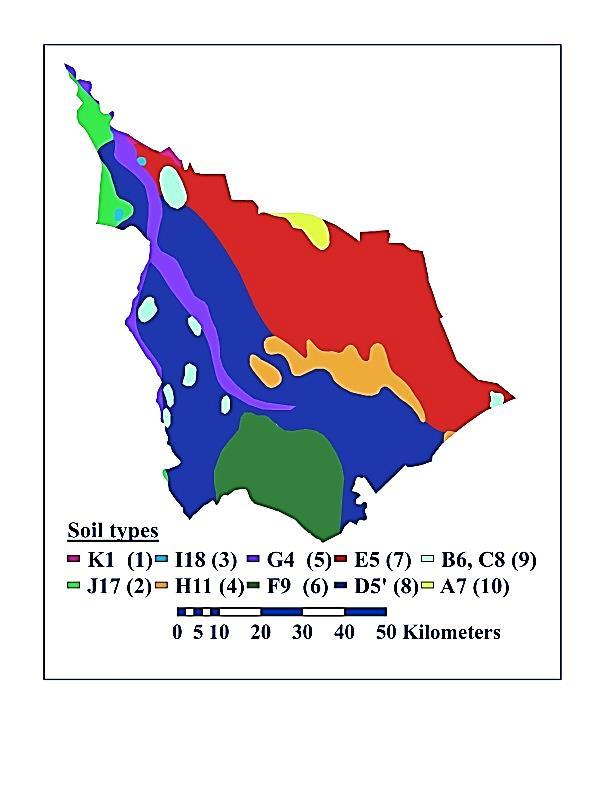 Soil types
K1 (1) I18 (3) G4 (5) E5 (7) B6, C8 (9)
J17 (2) H11 (4) F9 (6) D5' (8) A7 (10)
0 5 10 20 30 40 50 Kilometers